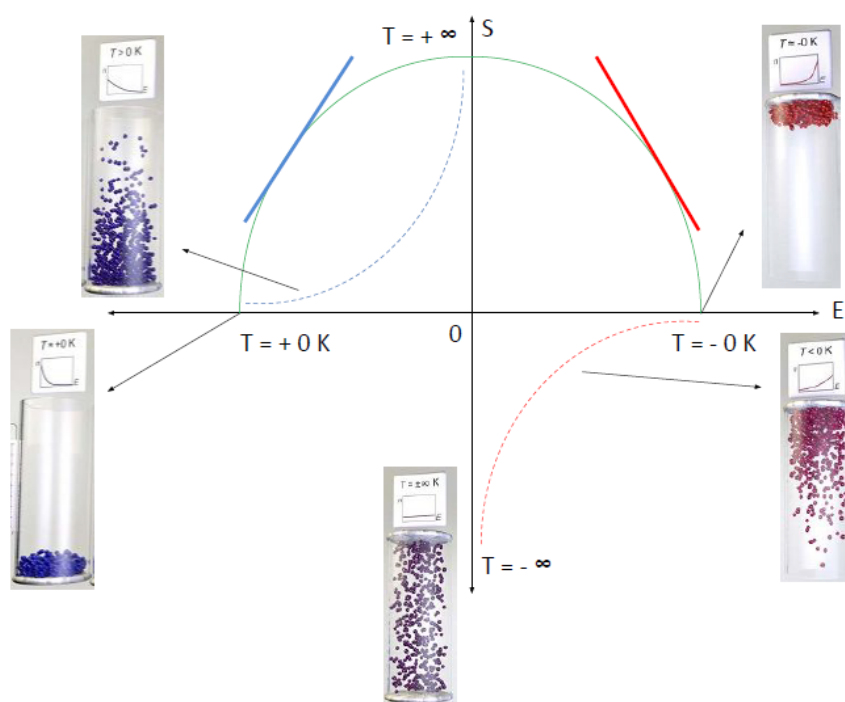 T = + ∞
S
T > 0 K
n
E
T = -0 K
n
E
E
T = + 0 K
0
T = - 0 K
T = +0 K
n
E
T < 0 K
n
E
T = ±∞ K
n
E
T = - ∞